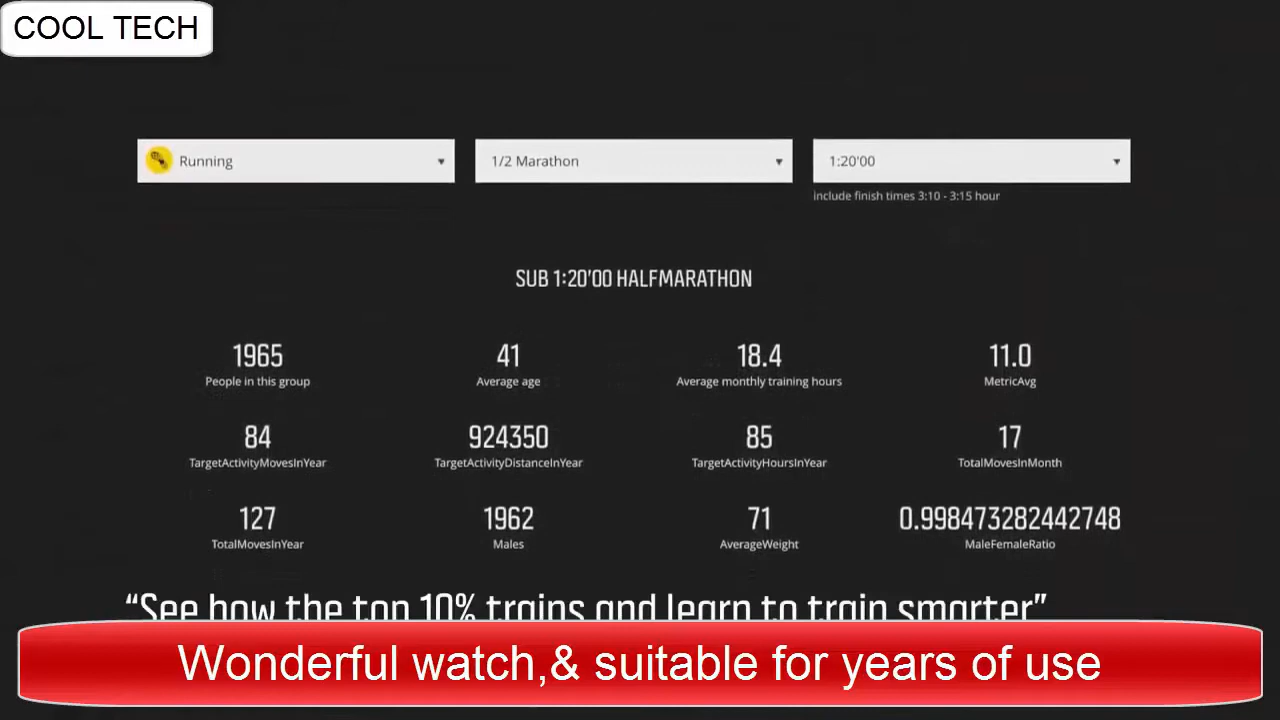 COOL TECH
Running
1/2 Marathon
1:20'00
include finish times 3:10 - 3:15 hour
SUB 1:20'00 HALFMARATHON
1965 41 18.4 11.0
People in this group Average age Average monthly training hours MetricAvg
84 924350 85 17
TargetActivityMovesInYear TargetActivityDistanceInYear TargetActivityHoursInYear TotalMovesInMonth
127 1962 71 0.998473282442748
TotalMovesInYear Males AverageWeight MaleFemaleRatio
“See how the top 10% trains and learn to train smarter”
Wonderful watch,& suitable for years of use